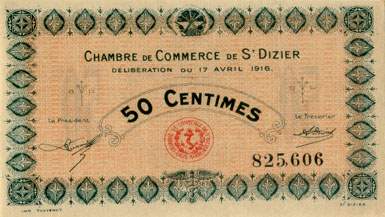 CHAMBRE DE COMMERCE DE ST DIZIER
DÉLIBÉRATION DU 17 AVRIL 1916.
50 CENTIMES
Le Président
Le Trésorier
825.606